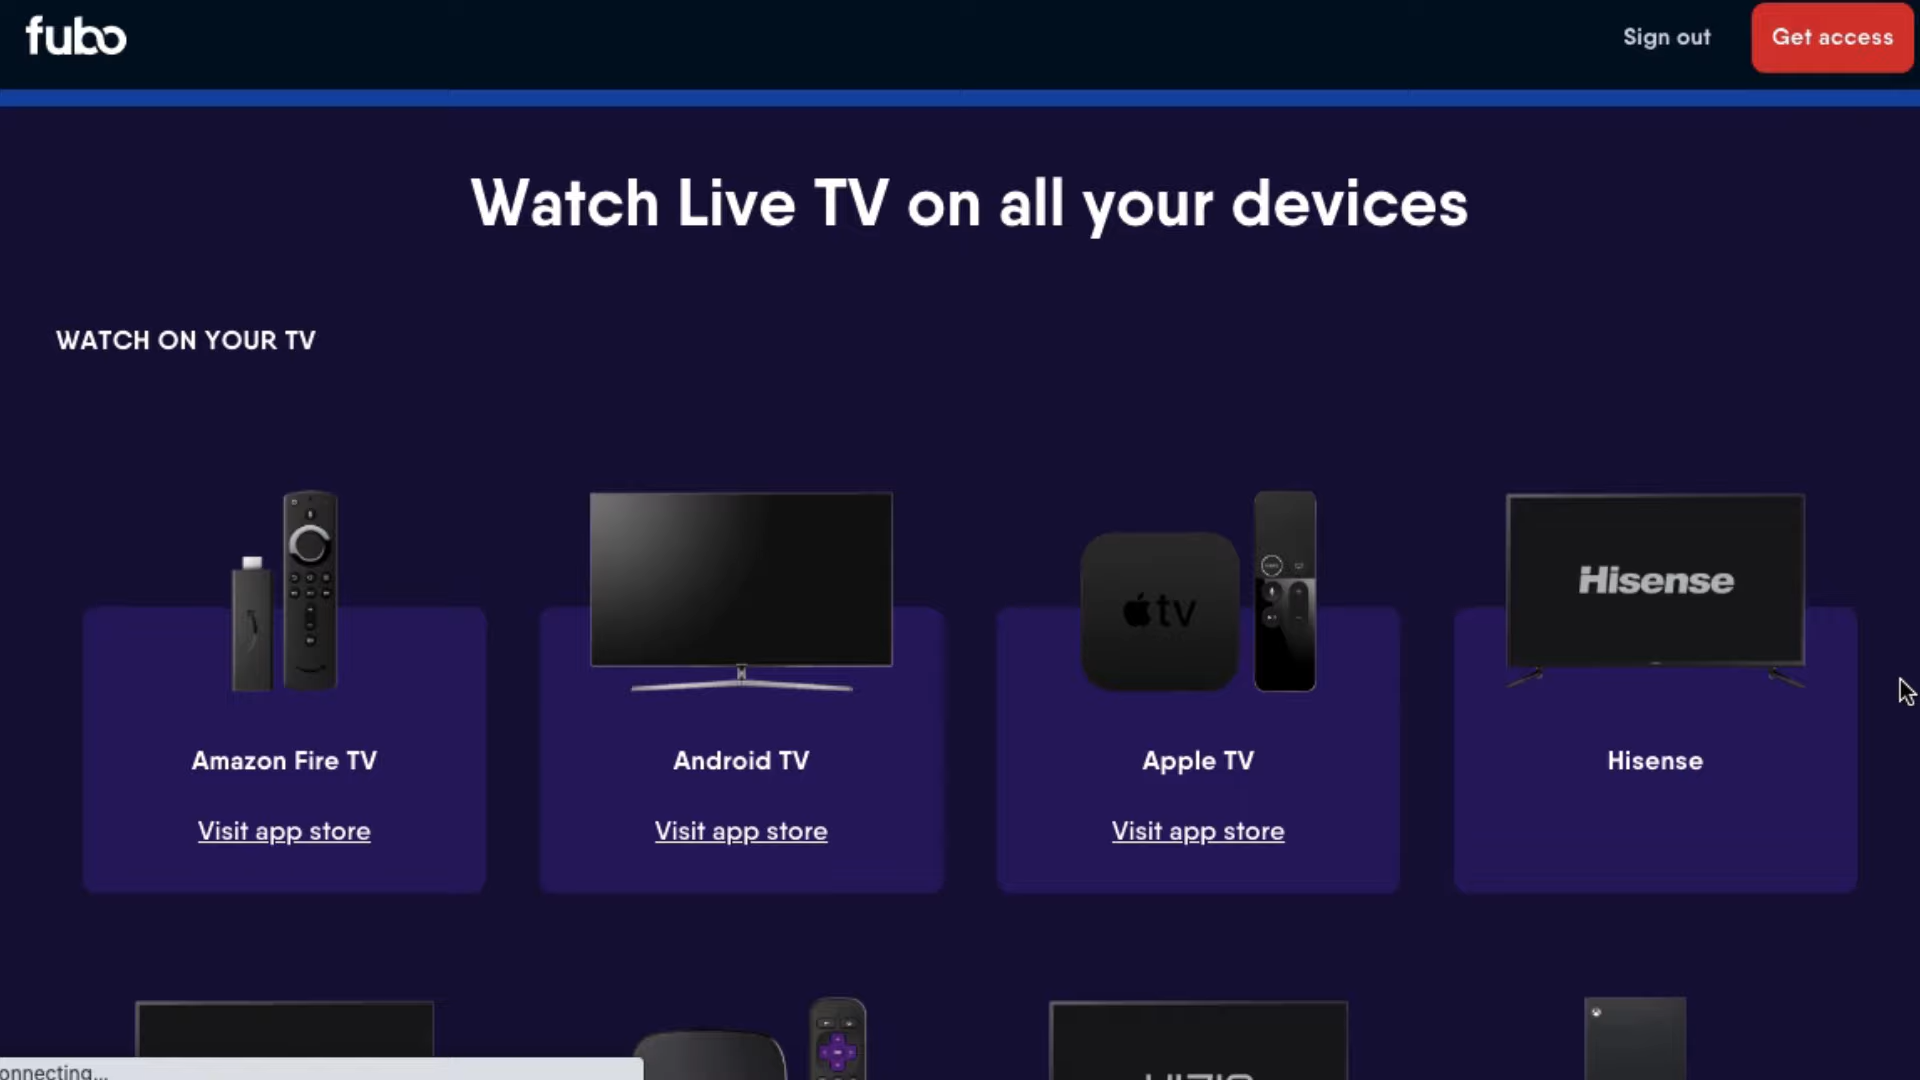 fubo
Sign out
Get access
Watch Live TV on all your devices
WATCH ON YOUR TV
tv
Hisense
Amazon Fire TV
Android TV
Apple TV
Hisense
Visit app store
Visit app store
Visit app store
onnecting...